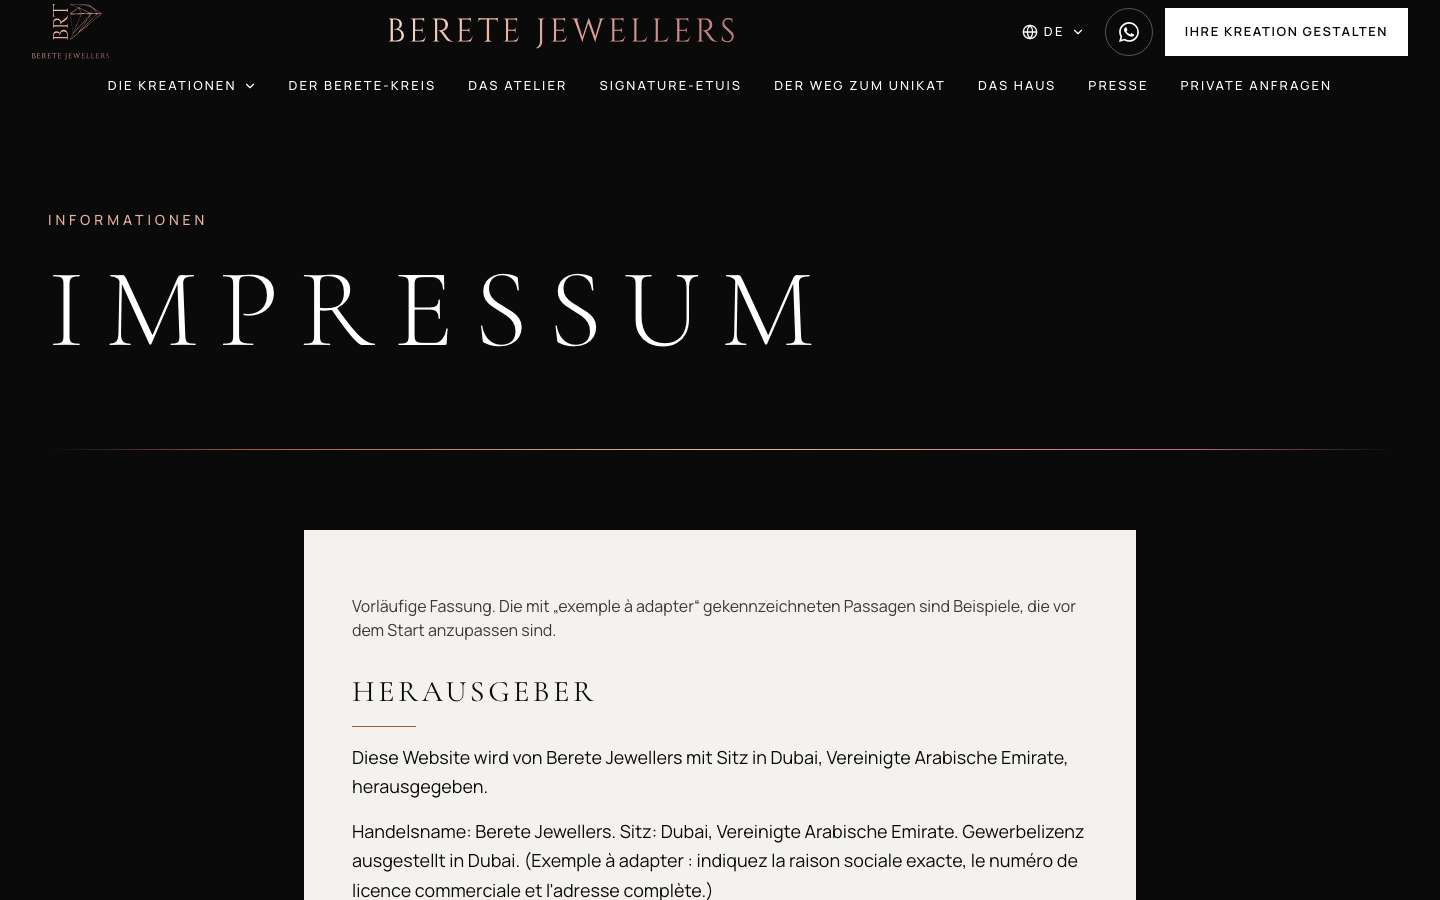 BRT
BERETE JEWELLERS
BERETE JEWELLERS
DE
IHRE KREATION GESTALTEN
DIE KREATIONEN
DER BERETE-KREIS
DAS ATELIER
SIGNATURE-ETUIS
DER WEG ZUM UNIKAT
DAS HAUS
PRESSE
PRIVATE ANFRAGEN
INFORMATIONEN
IMPRESSUM
Vorläufige Fassung. Die mit „exemple à adapter“ gekennzeichneten Passagen sind Beispiele, die vor
dem Start anzupassen sind.
HERAUSGEBER
Diese Website wird von Berete Jewellers mit Sitz in Dubai, Vereinigte Arabische Emirate,
herausgegeben.
Handelsname: Berete Jewellers. Sitz: Dubai, Vereinigte Arabische Emirate. Gewerbelizenz
ausgestellt in Dubai. (Exemple à adapter : indiquez la raison sociale exacte, le numéro de
licence commerciale et l'adresse complète.)